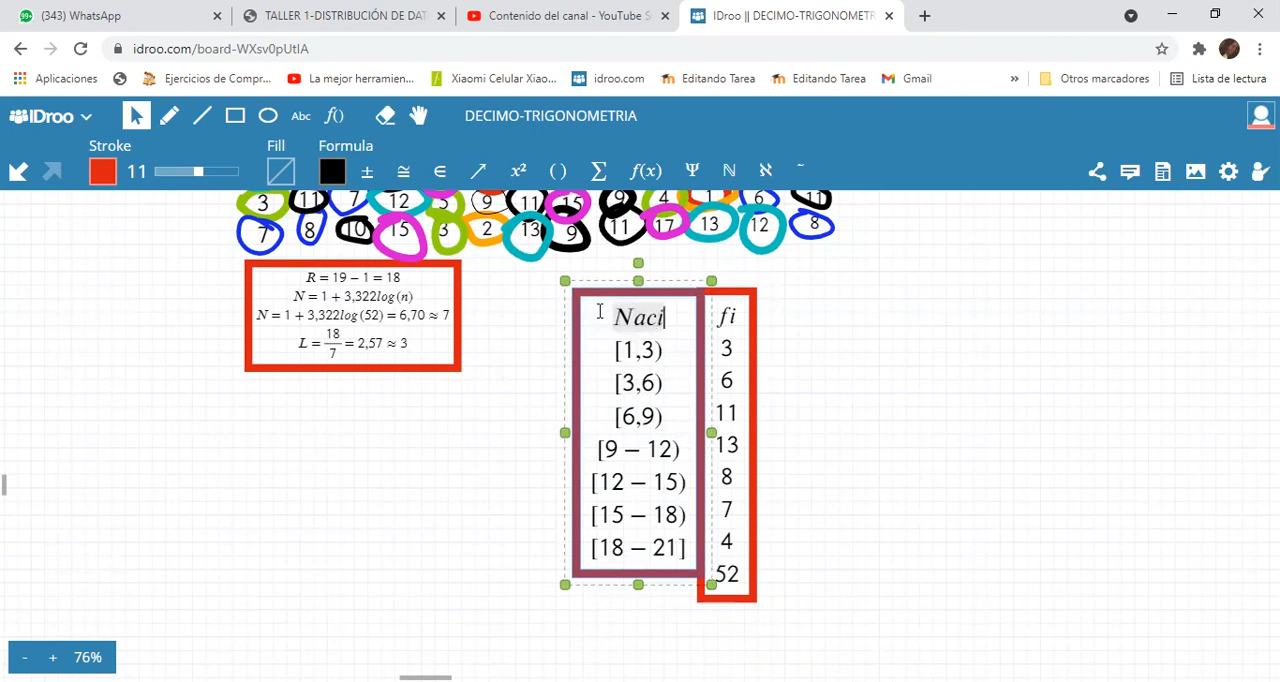 (343) WhatsApp
TALLER 1-DISTRIBUCIÓN DE DAT
Contenido del canal - YouTube S
IDroo || DECIMO-TRIGONOMETR
idroo.com/board-WXsv0pUtIA
Aplicaciones
Ejercicios de Compr...
La mejor herramien...
Xiaomi Celular Xiao...
idroo.com
Editando Tarea
Editando Tarea
Gmail
»
Otros marcadores
Lista de lectura
IDroo
Abc
f()
DECIMO-TRIGONOMETRIA
Stroke
Fill
Formula
11
± ≅ ∈ x² ( ) Σ f(x) Ψ ℕ ℵ ~
3 11 7 12 5 9 11 15 9 4 1 6 11
7 8 10 15 3 2 13 9 11 17 13 12 8
R = 19 − 1 = 18
N = 1 + 3,322log(n)
N = 1 + 3,322log(52) = 6,70 ≈ 7
L = 18/7 = 2,57 ≈ 3
Naci fi
[1,3) 3
[3,6) 6
[6,9) 11
[9 − 12) 13
[12 − 15) 8
[15 − 18) 7
[18 − 21] 4
52
- + 76%